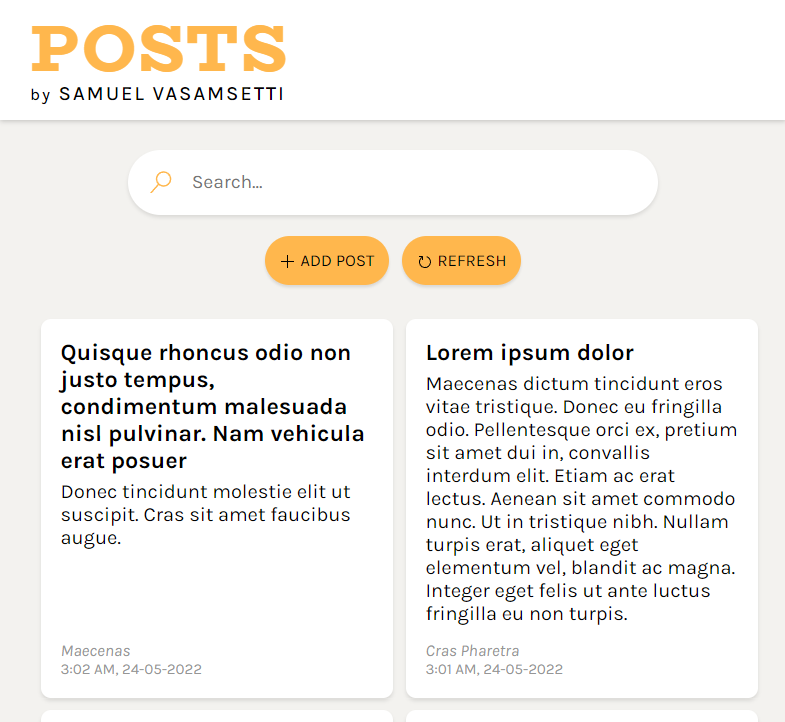 POSTS
by SAMUEL VASAMSETTI
Search...
ADD POST
REFRESH
Quisque rhoncus odio non
justo tempus,
condimentum malesuada
nisl pulvinar. Nam vehicula
erat posuer
Donec tincidunt molestie elit ut
suscipit. Cras sit amet faucibus
augue.
Maecenas
3:02 AM, 24-05-2022
Lorem ipsum dolor
Maecenas dictum tincidunt eros
vitae tristique. Donec eu fringilla
odio. Pellentesque orci ex, pretium
sit amet dui in, convallis
interdum elit. Etiam ac erat
lectus. Aenean sit amet commodo
nunc. Ut in tristique nibh. Nullam
turpis erat, aliquet eget
elementum vel, blandit ac magna.
Integer eget felis ut ante luctus
fringilla eu non turpis.
Cras Pharetra
3:01 AM, 24-05-2022